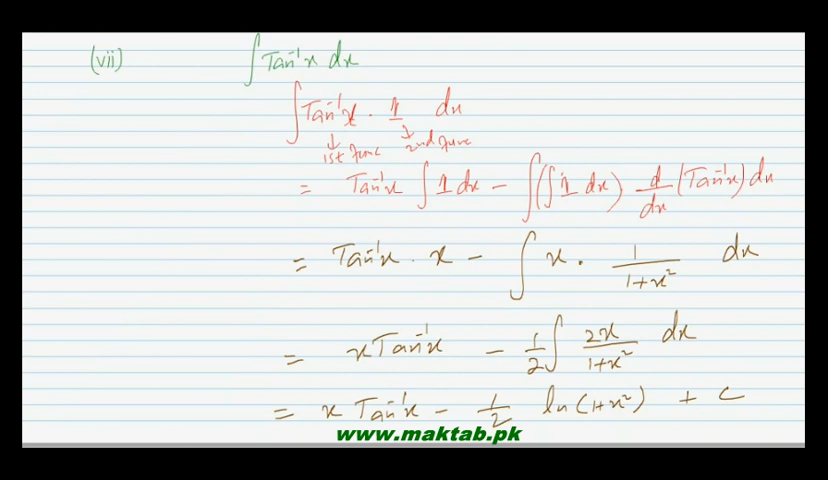 (vii) ∫ Tan⁻¹x dx
∫ Tan⁻¹x . 1 dx
↓ ↓
1st func 2nd func
= Tan⁻¹x ∫ 1 dx − ∫ (∫ 1 dx) d/dx (Tan⁻¹x) dx
= Tan⁻¹x . x − ∫ x . 1/(1+x²) dx
= x Tan⁻¹x − 1/2 ∫ 2x/(1+x²) dx
= x Tan⁻¹x − 1/2 ln(1+x²) + c
www.maktab.pk